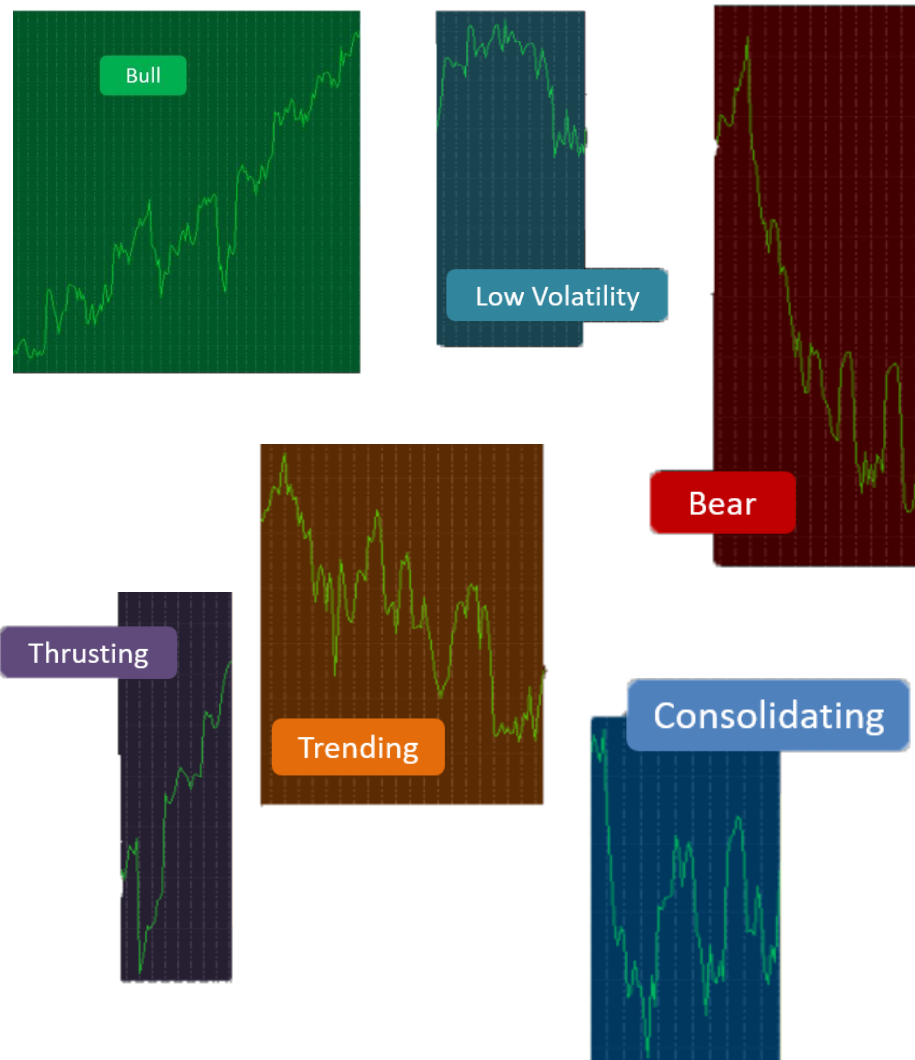 Bull
Low Volatility
Bear
Thrusting
Trending
Consolidating